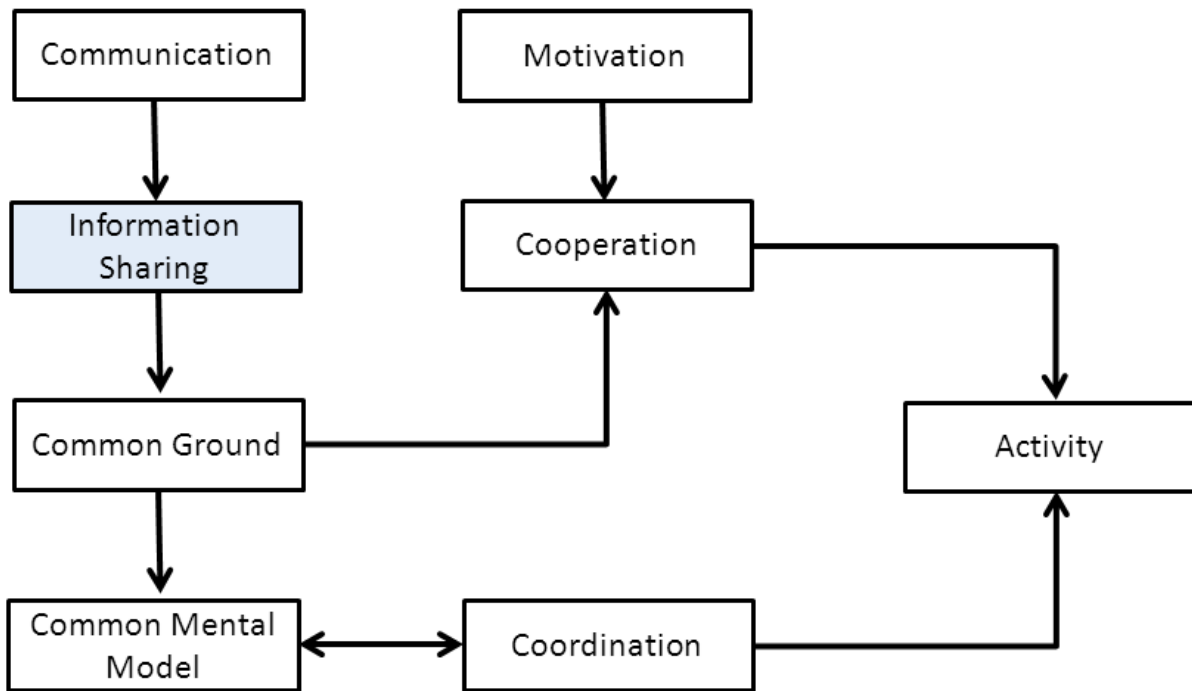 Communication
Motivation
Information
Sharing
Cooperation
Common Ground
Activity
Common Mental
Model
Coordination